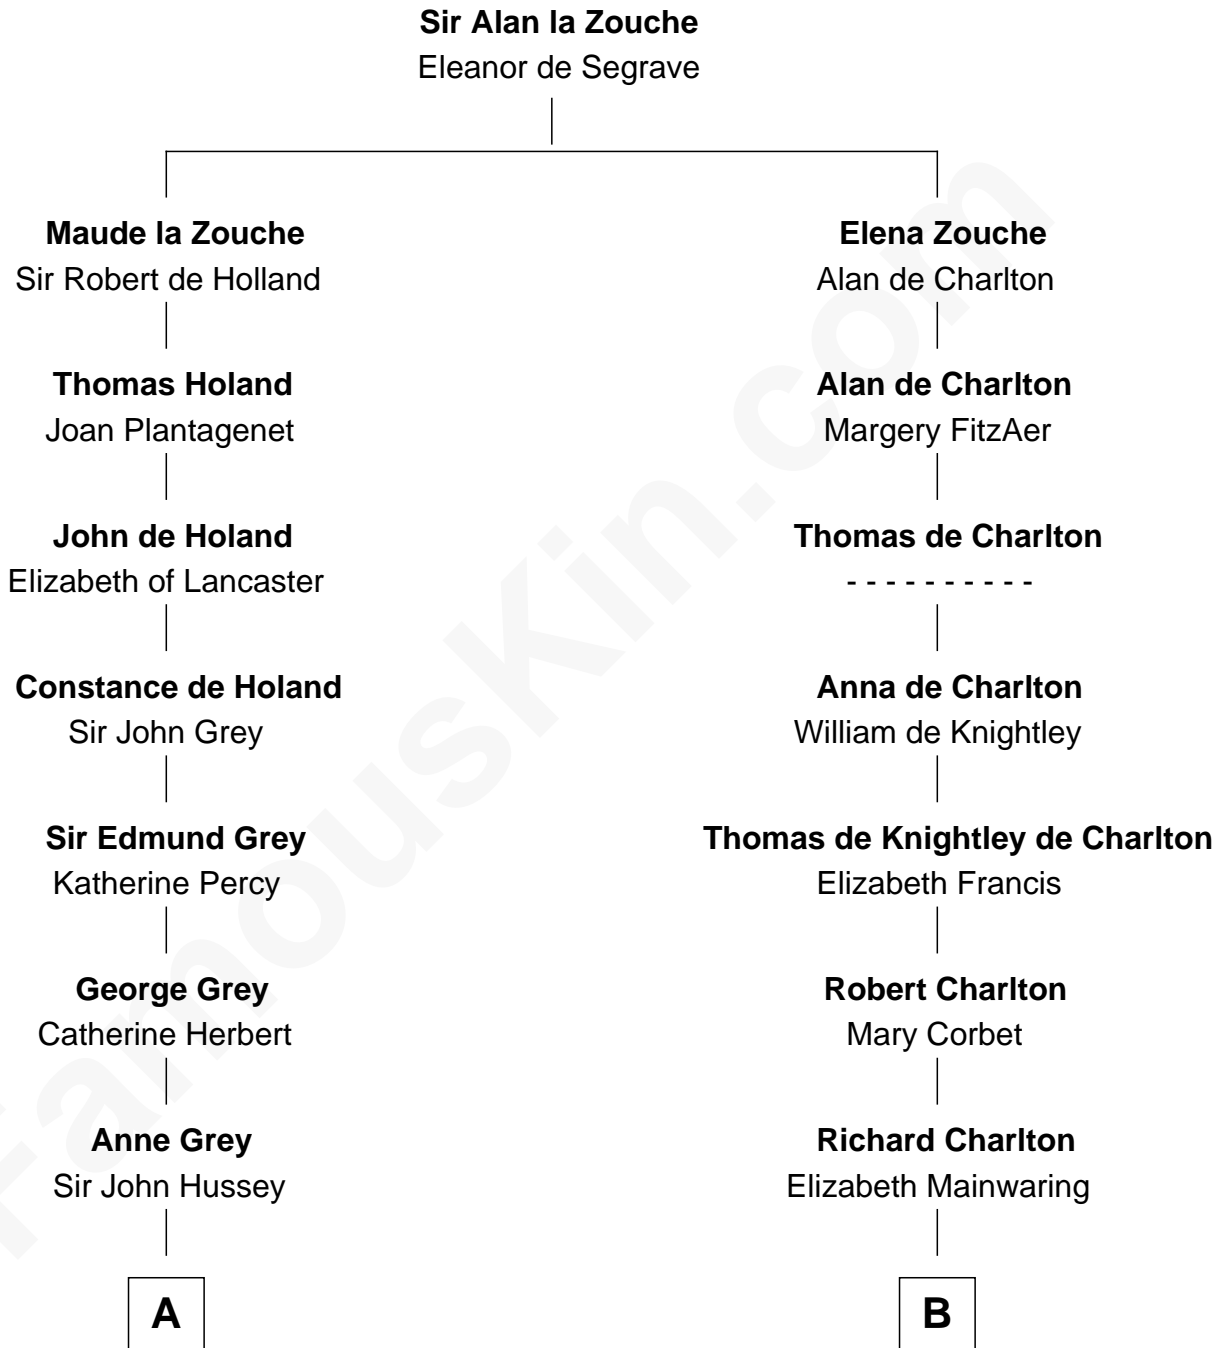 Sir Alan la Zouche
Eleanor de Segrave
Maude la Zouche
Sir Robert de Holland
Thomas Holand
Joan Plantagenet
John de Holand
Elizabeth of Lancaster
Constance de Holand
Sir John Grey
Sir Edmund Grey
Katherine Percy
George Grey
Catherine Herbert
Anne Grey
Sir John Hussey
A
Elena Zouche
Alan de Charlton
Alan de Charlton
Margery FitzAer
Thomas de Charlton
- - - - - - - - - -
Anna de Charlton
William de Knightley
Thomas de Knightley de Charlton
Elizabeth Francis
Robert Charlton
Mary Corbet
Richard Charlton
Elizabeth Mainwaring
B
FamousKin.com